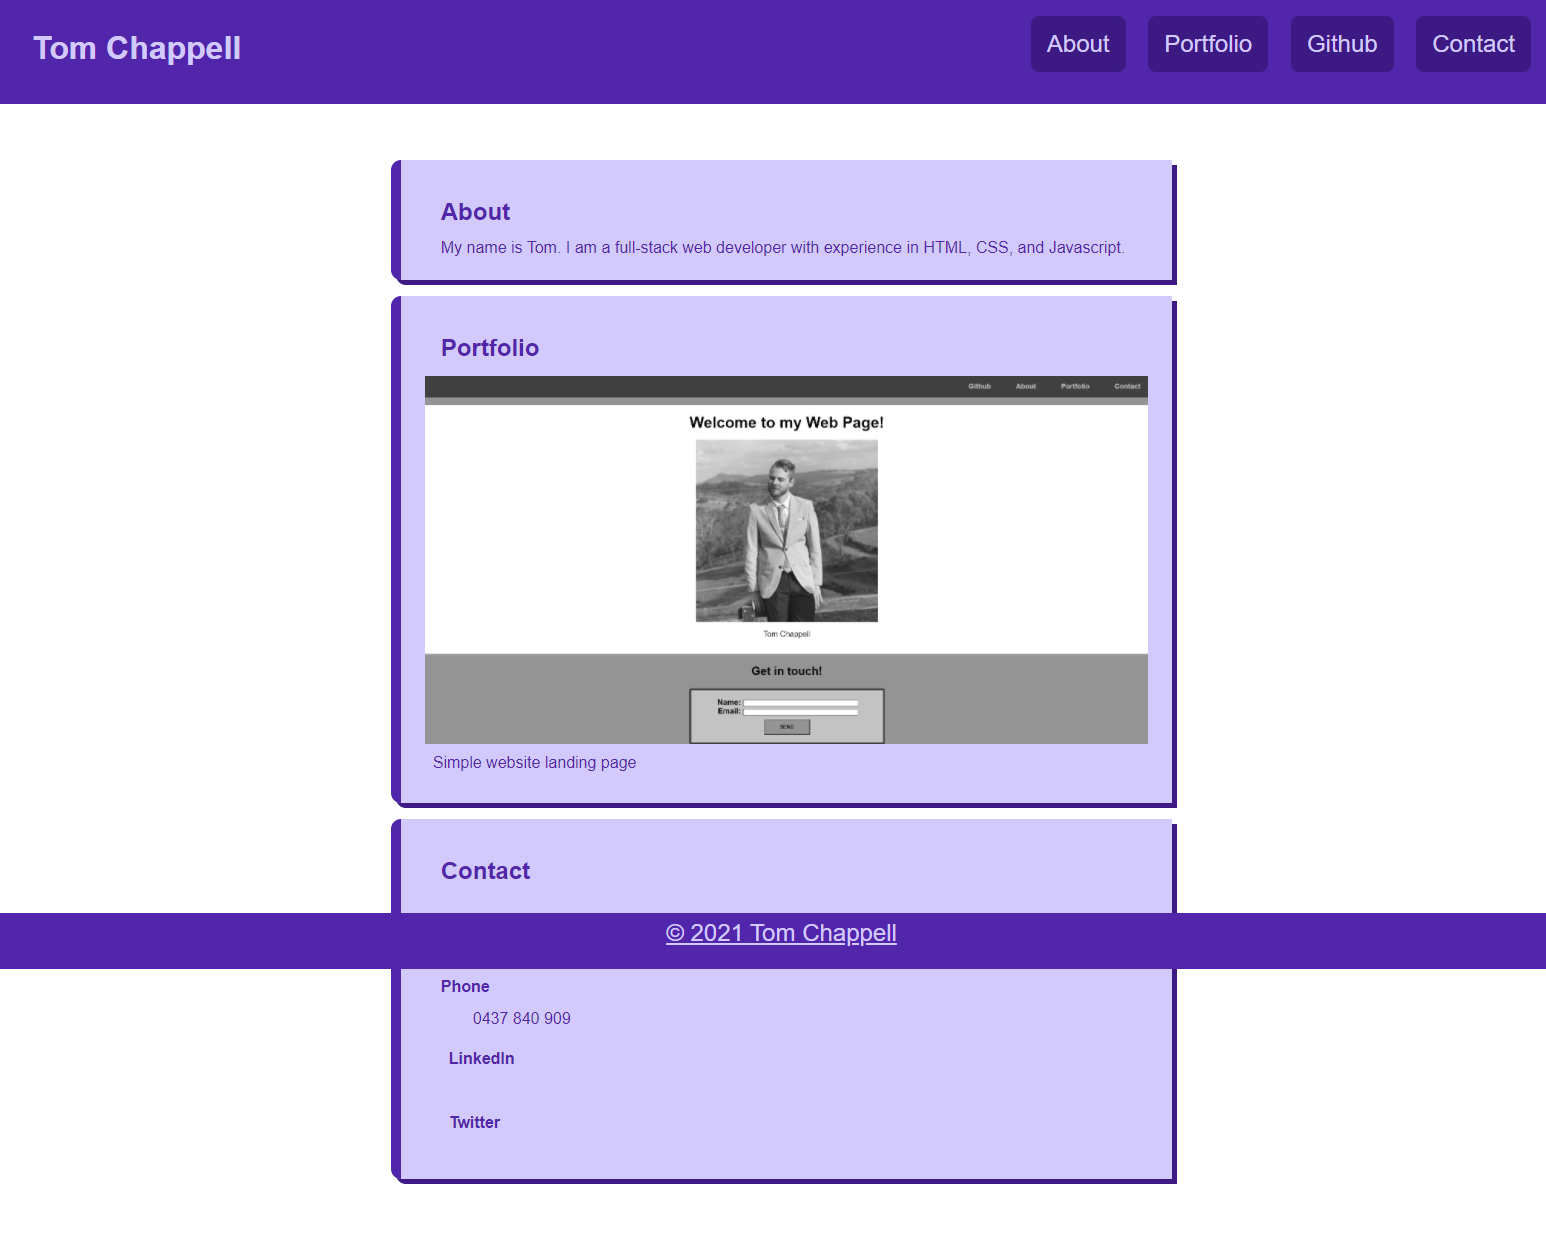 Tom Chappell
About
Portfolio
Github
Contact
About
My name is Tom. I am a full-stack web developer with experience in HTML, CSS, and Javascript.
Portfolio
Github
About
Portfolio
Contact
Welcome to my Web Page!
Tom Chappell
Get in touch!
Name:
Email:
SEND
Simple website landing page
Contact
© 2021 Tom Chappell
Phone
0437 840 909
LinkedIn
Twitter